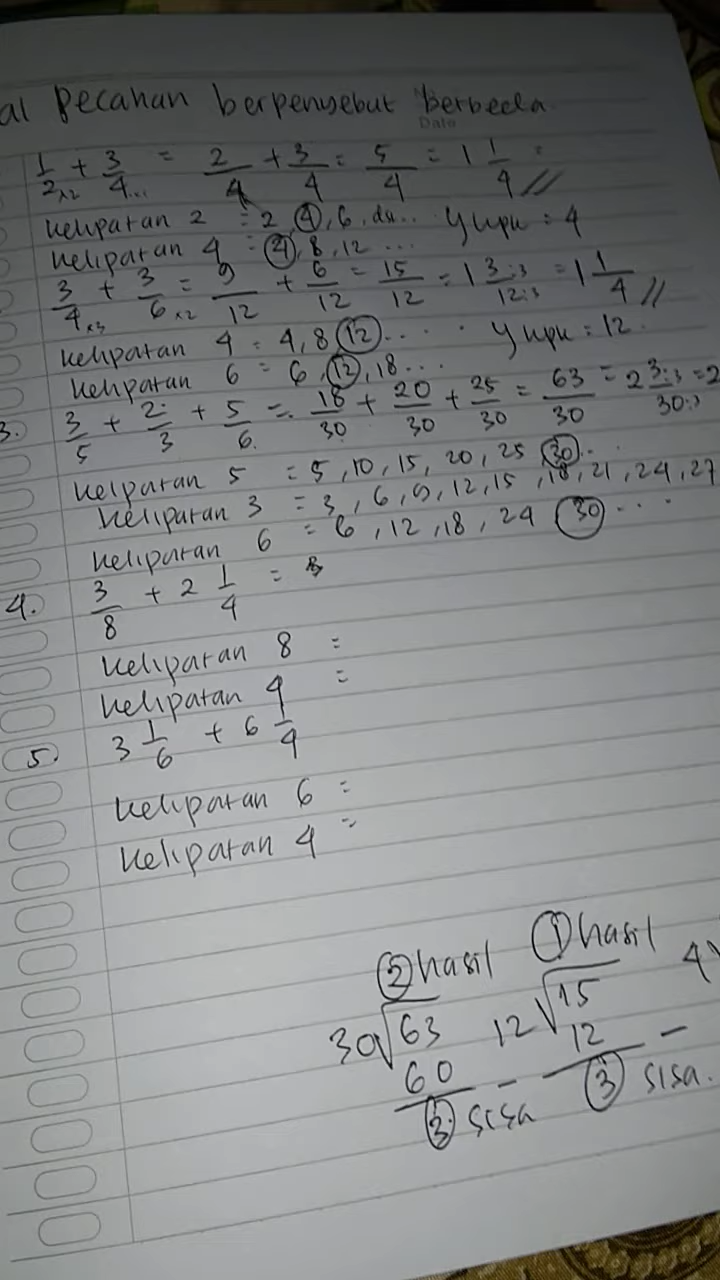 al Pecahan berpenyebut berbeda
Date
1/2 x2 + 3/4 ... = 2/4 + 3/4 = 5/4 = 1 1/4 //
Kelipatan 2 = 2, 4, 6, d
Kelipatan 4 = 4, 8, 12 ... = 4
3/4 x3 + 3/6 x2 = 9/12 + 6/12 = 15/12 = 1 3:3/12:3 = 1 1/4 //
Kelipatan 4 = 4, 8 12 .... = 12
Kelipatan 6 = 6, 12, 18 ...
3. 3/5 + 2/3 + 5/6 = 18/30 + 20/30 + 25/30 = 63/30 = 2 3:3/30:3 = 2
Kelpatan 5 = 5, 10, 15, 20, 25 30 ..
Kelipatan 3 = 3, 6, 9, 12, 15, 18, 21, 24, 27
Kelipatan 6 = 6, 12, 18, 24 30 ....
4. 3/8 + 2 1/4 =
Kelipatan 8 =
Kelipatan 4 =
5. 3 1/6 + 6 1/4
Kelipatan 6 =
Kelipatan 4 =
2 hasil 1 hasil
30√63 12√15 4
60 - 12 -
3 sisa 3 sisa.